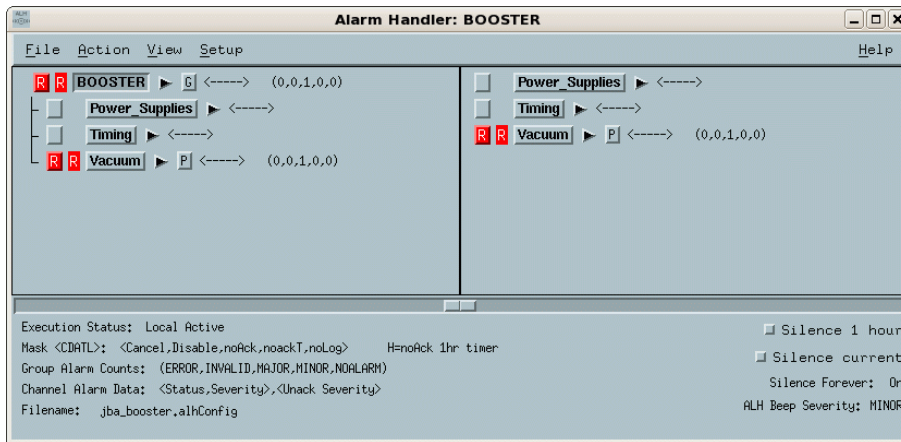 ALH
Alarm Handler: BOOSTER
File Action View Setup Help
R R BOOSTER G <-----> (0,0,1,0,0)
Power_Supplies <----->
Timing <----->
R R Vacuum P <-----> (0,0,1,0,0)
Power_Supplies <----->
Timing <----->
R R Vacuum P <-----> (0,0,1,0,0)
Execution Status: Local Active
Mask <CDATL>: <Cancel,Disable,noAck,noackT,noLog> H=noAck 1hr timer
Group Alarm Counts: (ERROR,INVALID,MAJOR,MINOR,NOALARM)
Channel Alarm Data: <Status,Severity>,<Unack Severity>
Filename: jba_booster.alhConfig
Silence 1 hour
Silence current
Silence Forever:
ALH Beep Severity: MINOR